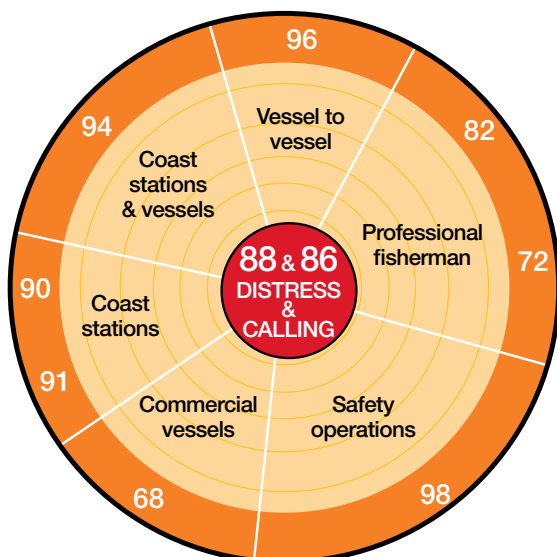 96
Vessel to
vessel
82
72
Professional
fisherman
98
Safety
operations
68
Commercial
vessels
91
90
Coast
stations
94
Coast
stations
& vessels
88 & 86
DISTRESS
&
CALLING